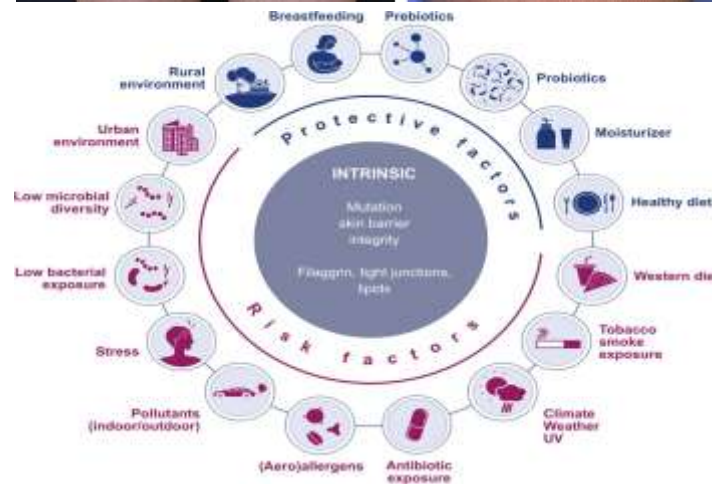 Breastfeeding
Prebiotics
Probiotics
Moisturizer
Healthy diet
Western die
Tobacco
smoke
exposure
Climate
Weather
UV
Antibiotic
exposure
(Aero)allergens
Pollutants
(indoor/outdoor)
Stress
Low bacterial
exposure
Low microbial
diversity
Urban
environment
Rural
environment
Protective factors
INTRINSIC
Mutation
skin barrier
integrity
Filaggrin, tight junctions,
lipids
Risk factors